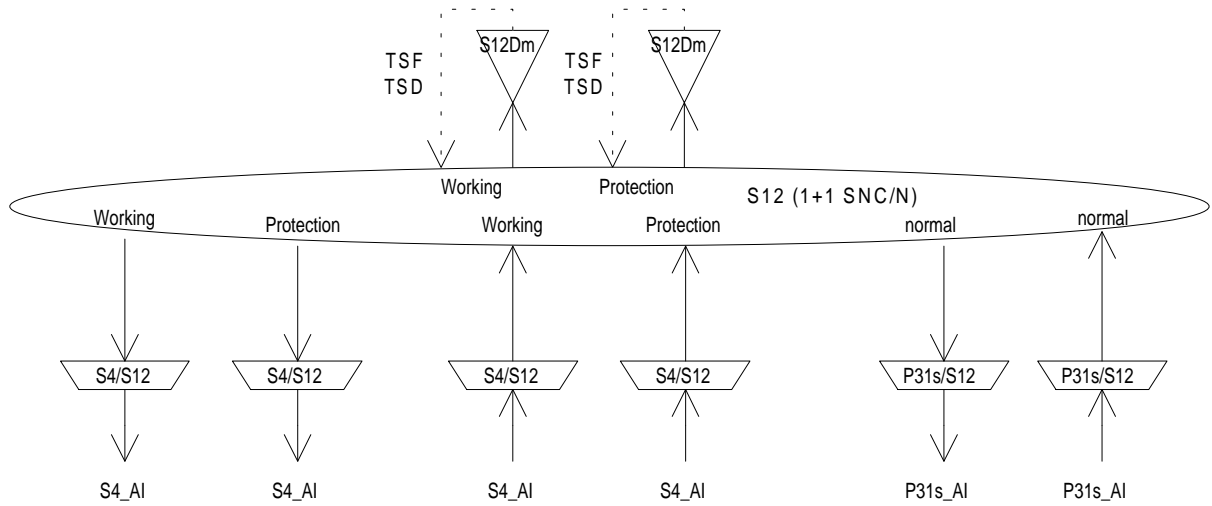 S12Dm S12Dm
TSF TSF
TSD TSD
Working Protection S12 (1+1 SNC/N)
Working Protection Working Protection normal normal
S4/S12 S4/S12 S4/S12 S4/S12 P31s/S12 P31s/S12
S4_AI S4_AI S4_AI S4_AI P31s_AI P31s_AI